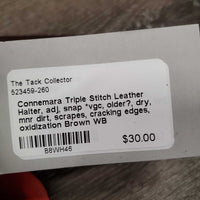 The Tack Collector
523459-260
Connemara Triple Stitch Leather
Halter, adj, snap *vgc, older?, dry,
mnr dirt, scrapes, cracking edges,
oxidization Brown WB
$30.00
B8WH46